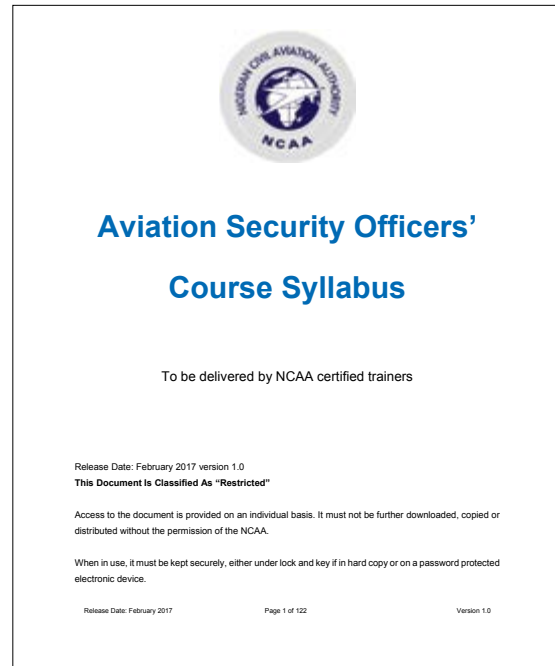 NIGERIAN CIVIL AVIATION AUTHORITY
NCAA
Aviation Security Officers’
Course Syllabus
To be delivered by NCAA certified trainers
Release Date: February 2017 version 1.0
This Document Is Classified As “Restricted”
Access to the document is provided on an individual basis. It must not be further downloaded, copied or
distributed without the permission of the NCAA.
When in use, it must be kept securely, either under lock and key if in hard copy or on a password protected
electronic device.
Release Date: February 2017 Page 1 of 122 Version 1.0